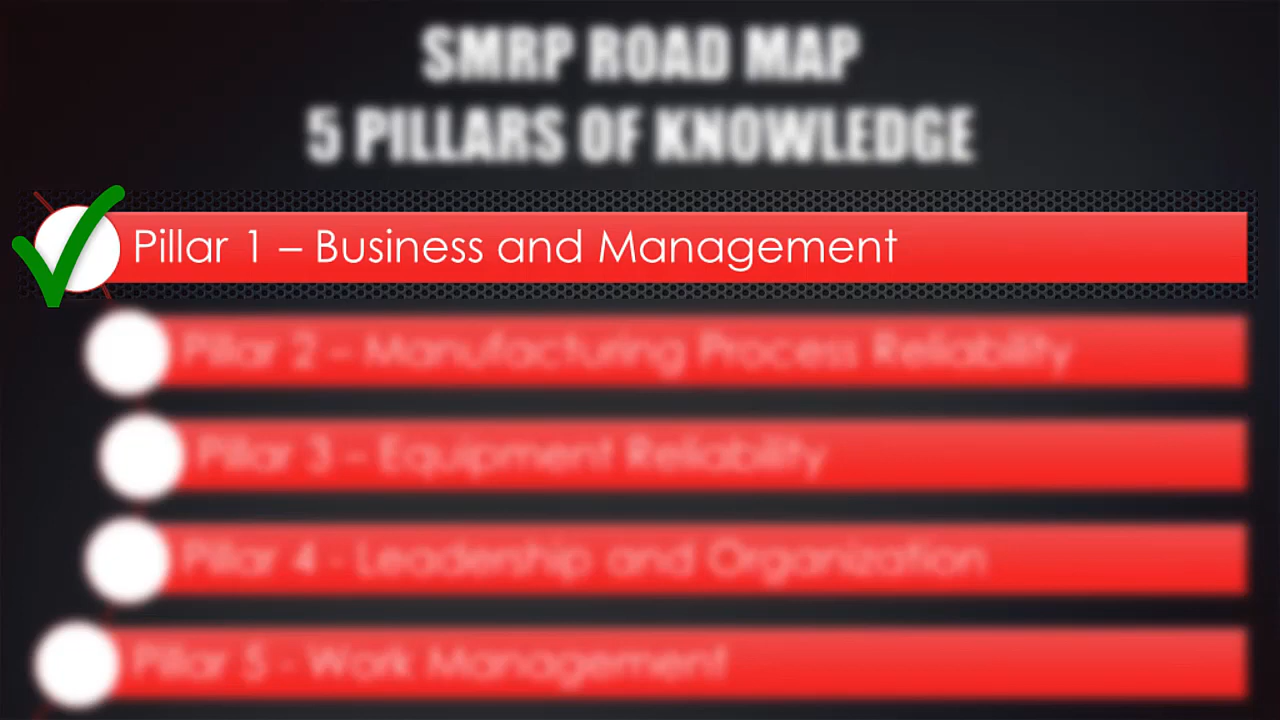 SMRP ROAD MAP
5 PILLARS OF KNOWLEDGE
Pillar 1 – Business and Management
Pillar 2 – Manufacturing Process Reliability
Pillar 3 – Equipment Reliability
Pillar 4 - Leadership and Organization
Pillar 5 - Work Management